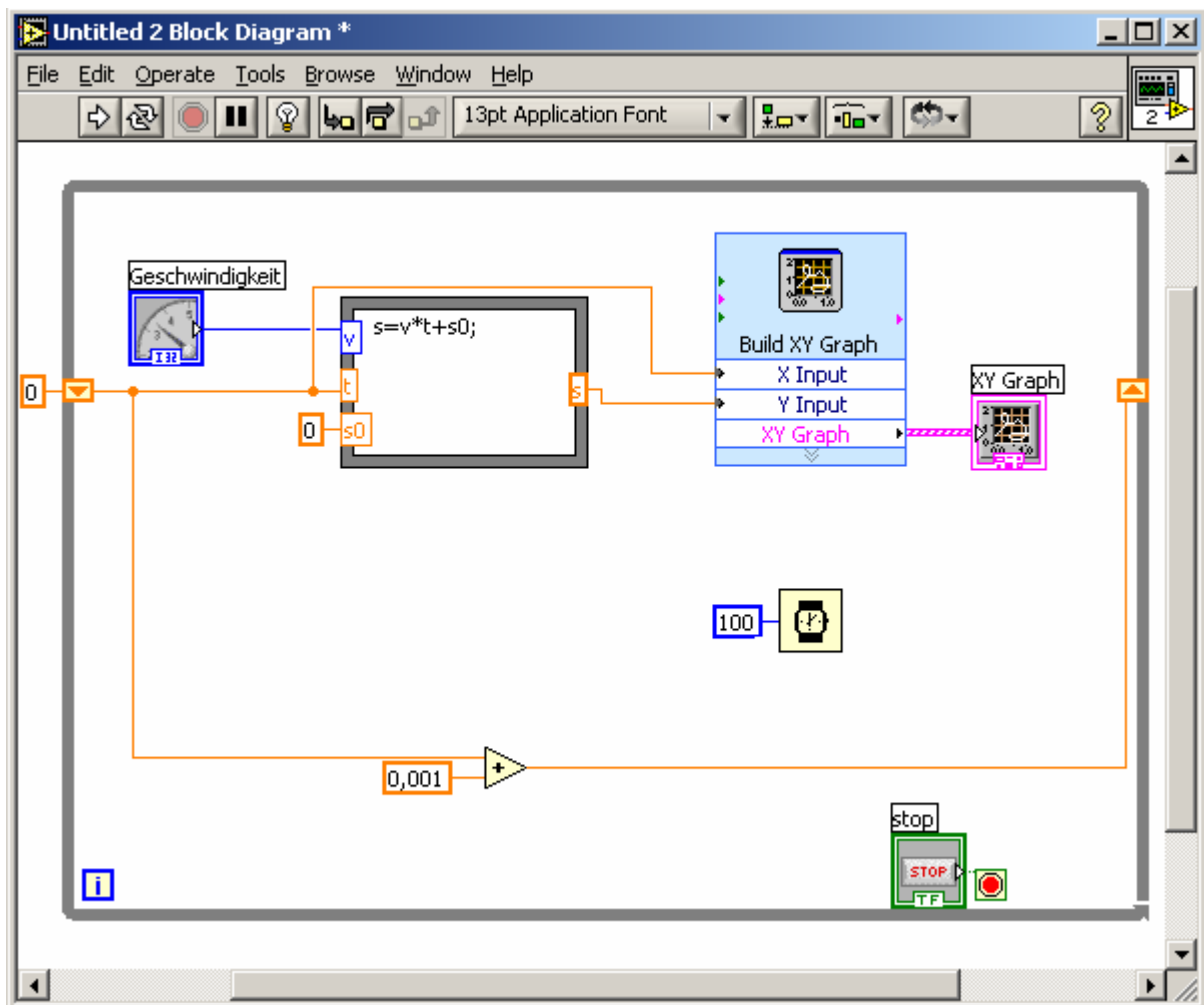 Untitled 2 Block Diagram *
File Edit Operate Tools Browse Window Help
13pt Application Font
?
2
Geschwindigkeit
I32
s=v*t+s0;
v
t
s0
s
0
0
Build XY Graph
X Input
Y Input
XY Graph
XY Graph
100
0,001
+
stop
STOP
TF
i